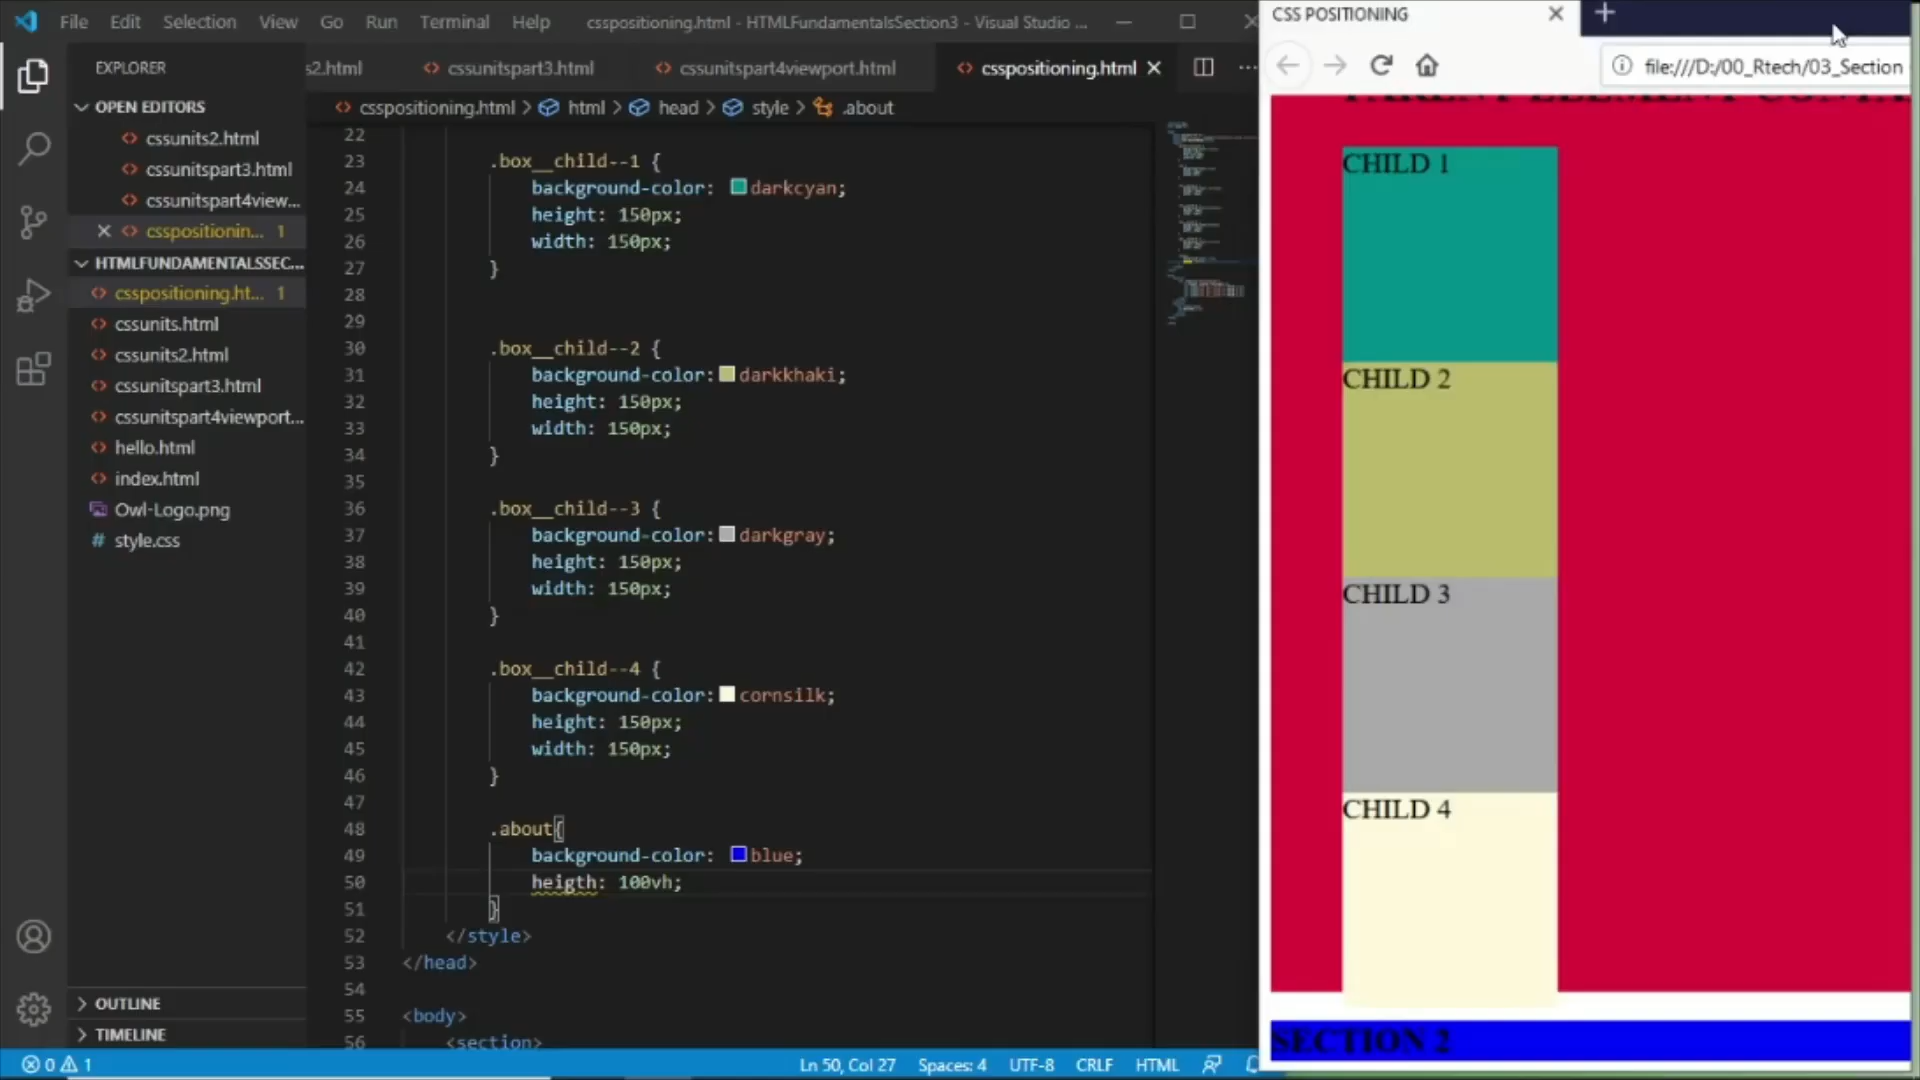 File Edit Selection View Go Run Terminal Help
csspositioning.html - HTMLFundamentalsSection3 - Visual Studio ...
EXPLORER
OPEN EDITORS
cssunits2.html
cssunitspart3.html
cssunitspart4view...
csspositionin... 1
HTMLFUNDAMENTALSSEC...
csspositioning.ht... 1
cssunits.html
cssunits2.html
cssunitspart3.html
cssunitspart4viewport...
hello.html
index.html
Owl-Logo.png
# style.css
OUTLINE
TIMELINE
s2.html cssunitspart3.html cssunitspart4viewport.html csspositioning.html
csspositioning.html > html > head > style > .about
22
23 .box__child--1 {
24 background-color: darkcyan;
25 height: 150px;
26 width: 150px;
27 }
28
29
30 .box__child--2 {
31 background-color: darkkhaki;
32 height: 150px;
33 width: 150px;
34 }
35
36 .box__child--3 {
37 background-color: darkgray;
38 height: 150px;
39 width: 150px;
40 }
41
42 .box__child--4 {
43 background-color: cornsilk;
44 height: 150px;
45 width: 150px;
46 }
47
48 .about{
49 background-color: blue;
50 heigth: 100vh;
51 }
52 </style>
53 </head>
54
55 <body>
56 <section>
0 1
Ln 50, Col 27 Spaces: 4 UTF-8 CRLF HTML
CSS POSITIONING
file:///D:/00_Rtech/03_Section
PARENT ELEMENT
CHILD 1
CHILD 2
CHILD 3
CHILD 4
SECTION 2